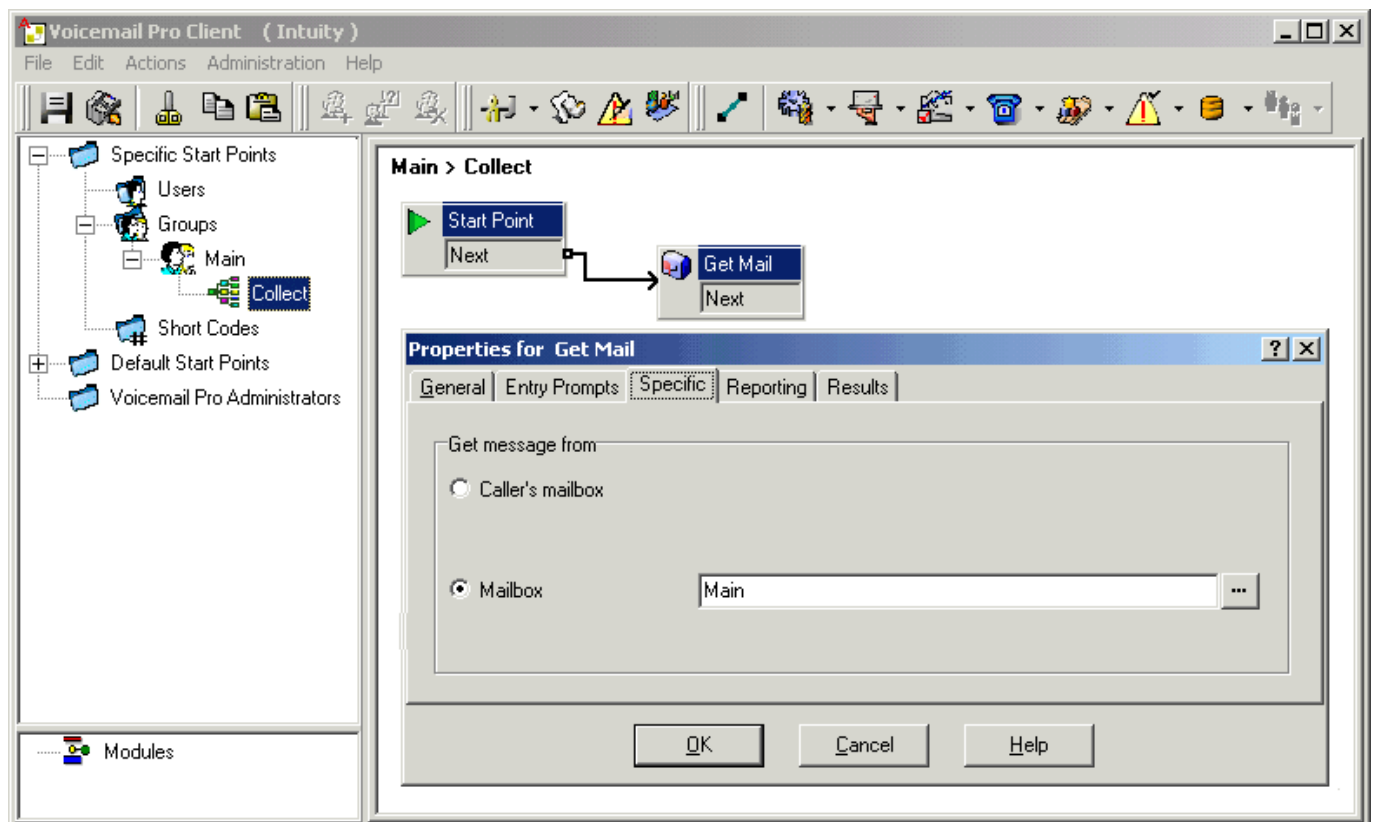 Voicemail Pro Client ( Intuity )
File Edit Actions Administration Help
Specific Start Points
Users
Groups
Main
Collect
Short Codes
Default Start Points
Voicemail Pro Administrators
Modules
Main > Collect
Start Point
Next
Get Mail
Next
Properties for Get Mail
General Entry Prompts Specific Reporting Results
Get message from
Caller's mailbox
Mailbox Main ...
OK Cancel Help